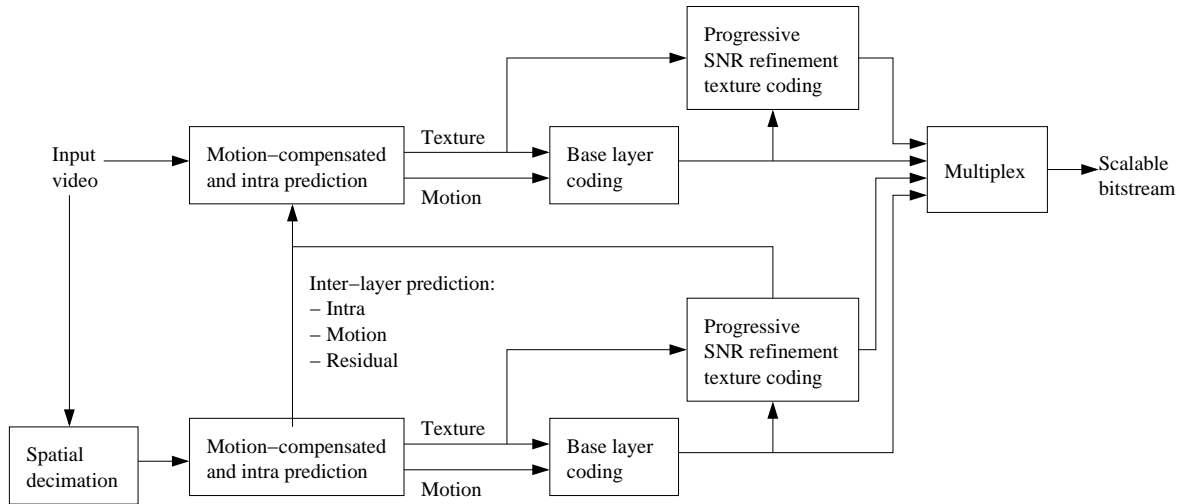 Progressive
SNR refinement
texture coding
Input
video
Motion−compensated
and intra prediction
Texture
Motion
Base layer
coding
Multiplex
Scalable
bitstream
Inter−layer prediction:
− Intra
− Motion
− Residual
Progressive
SNR refinement
texture coding
Spatial
decimation
Motion−compensated
and intra prediction
Texture
Motion
Base layer
coding